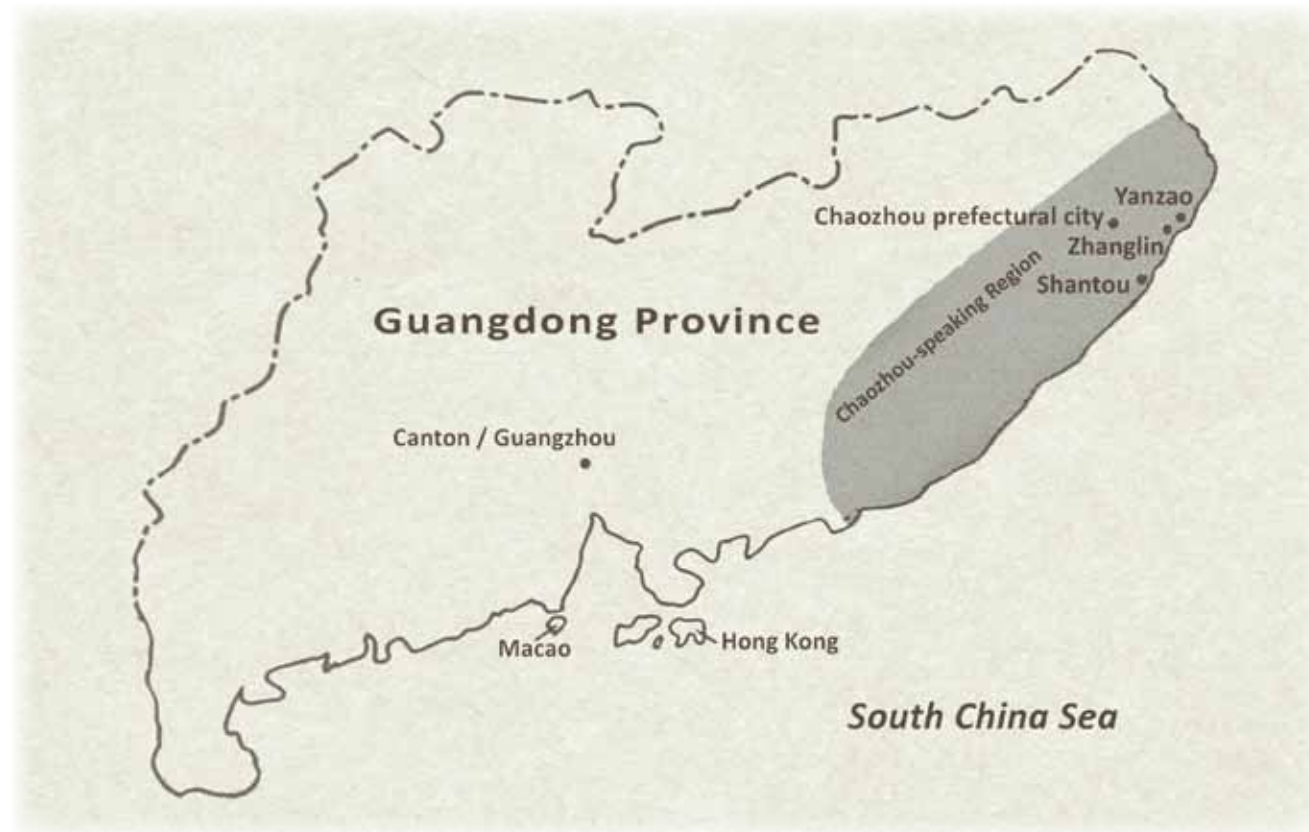 Yanzao
Chaozhou prefectural city
Zhanglin
Shantou
Chaozhou-speaking Region
Guangdong Province
Canton / Guangzhou
Macao
Hong Kong
South China Sea